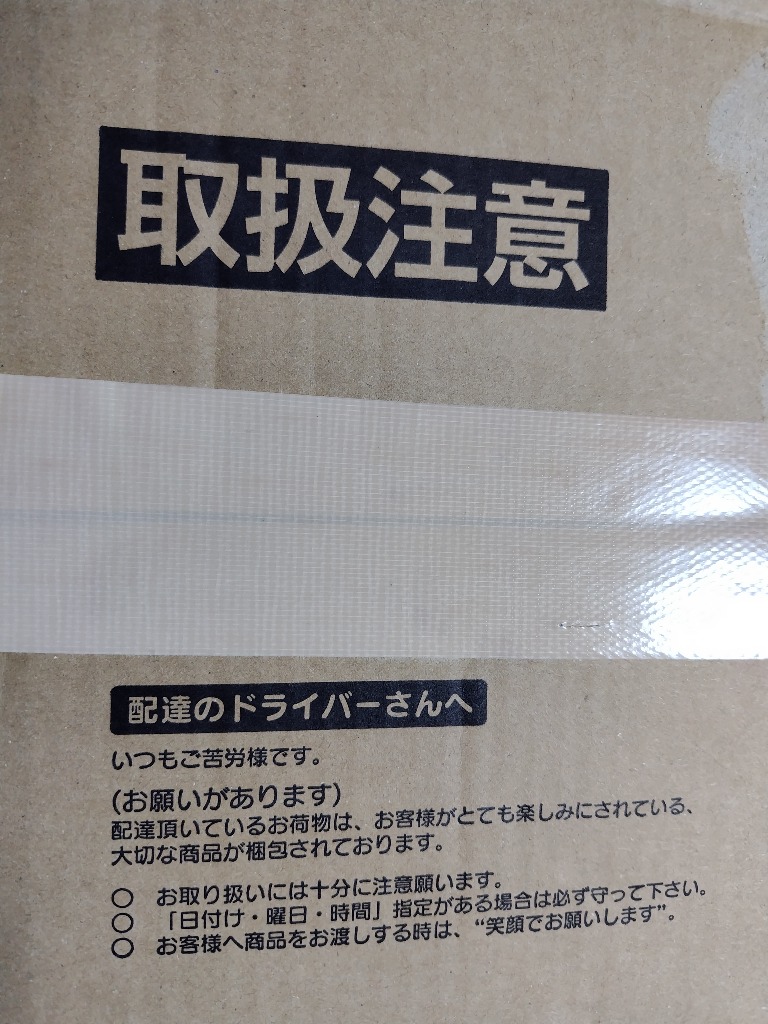 取扱注意
配達のドライバーさんへ
いつもご苦労様です。
(お願いがあります)
配達頂いているお荷物は、お客様がとても楽しみにされている、
大切な商品が梱包されております。
○ お取り扱いには十分に注意願います。
○ 「日付け・曜日・時間」指定がある場合は必ず守って下さい。
○ お客様へ商品をお渡しする時は、“笑顔でお願いします”。